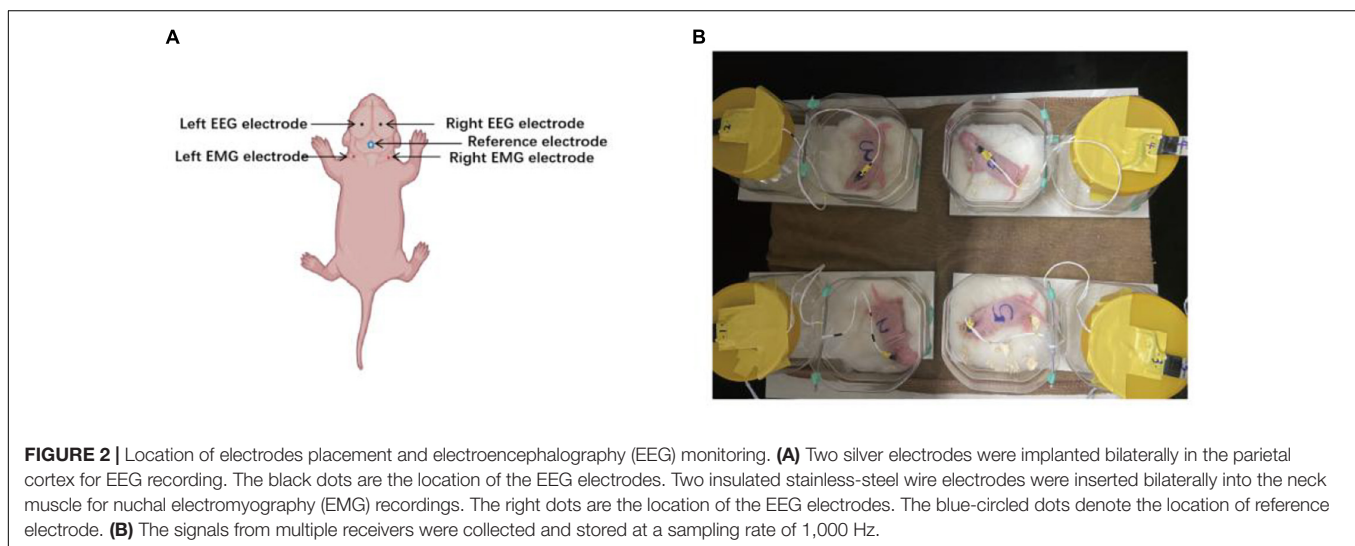 A
B
Left EEG electrode
Right EEG electrode
Reference electrode
Left EMG electrode
Right EMG electrode
5
FIGURE 2 | Location of electrodes placement and electroencephalography (EEG) monitoring. (A) Two silver electrodes were implanted bilaterally in the parietal
cortex for EEG recording. The black dots are the location of the EEG electrodes. Two insulated stainless-steel wire electrodes were inserted bilaterally into the neck
muscle for nuchal electromyography (EMG) recordings. The right dots are the location of the EEG electrodes. The blue-circled dots denote the location of reference
electrode. (B) The signals from multiple receivers were collected and stored at a sampling rate of 1,000 Hz.